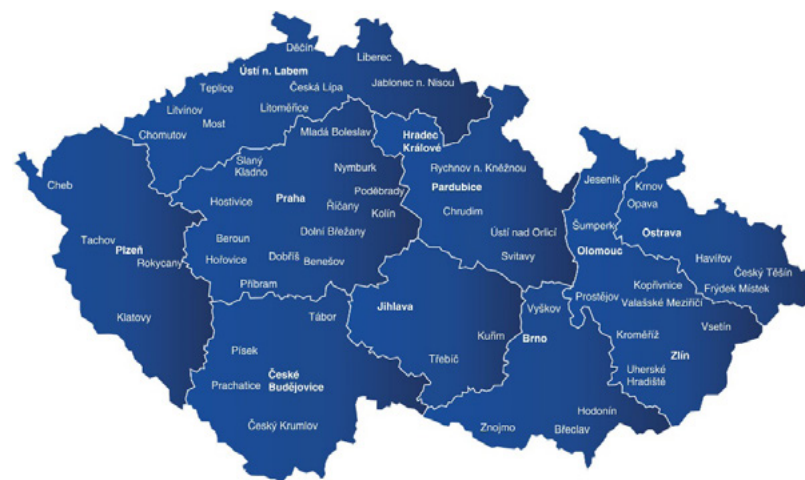 Děčín
Liberec
Ústí n. Labem
Teplice
Česká Lípa
Jablonec n. Nisou
Litvínov
Litoměřice
Most
Chomutov
Mladá Boleslav
Hradec
Králové
Slaný
Kladno
Nymburk
Rychnov n. Kněžnou
Jeseník
Krnov
Cheb
Poděbrady
Pardubice
Hostivice
Praha
Říčany
Kolín
Opava
Chrudim
Šumperk
Ostrava
Tachov
Plzeň
Beroun
Dolní Břežany
Ústí nad Orlicí
Olomouc
Rokycany
Hořovice
Dobříš
Benešov
Svitavy
Havířov
Český Těšín
Příbram
Kopřivnice
Frýdek Místek
Prostějov
Valašské Meziříčí
Jihlava
Vyškov
Klatovy
Tábor
Kuřim
Brno
Kroměříž
Vsetín
Písek
Třebíč
Zlín
Prachatice
České
Budějovice
Uherské
Hradiště
Český Krumlov
Znojmo
Hodonín
Břeclav